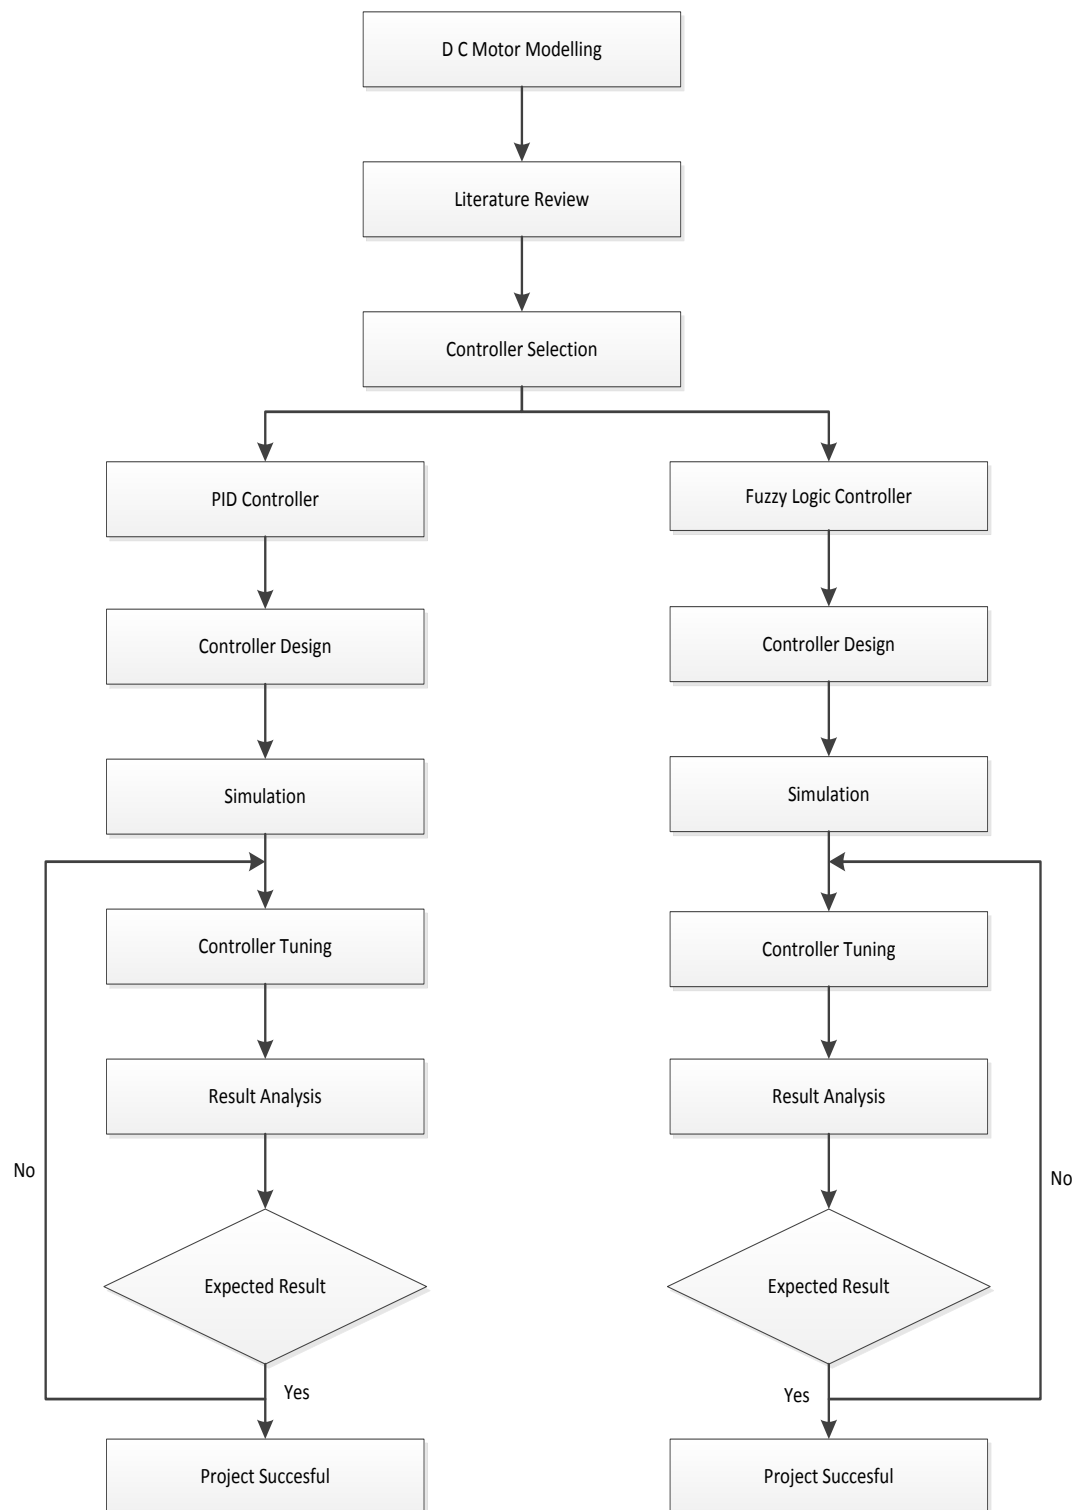 D C Motor Modelling
Literature Review
Controller Selection
PID Controller
Fuzzy Logic Controller
Controller Design
Controller Design
Simulation
Simulation
Controller Tuning
Controller Tuning
Result Analysis
Result Analysis
No
No
Expected Result
Expected Result
Yes
Yes
Project Succesful
Project Succesful